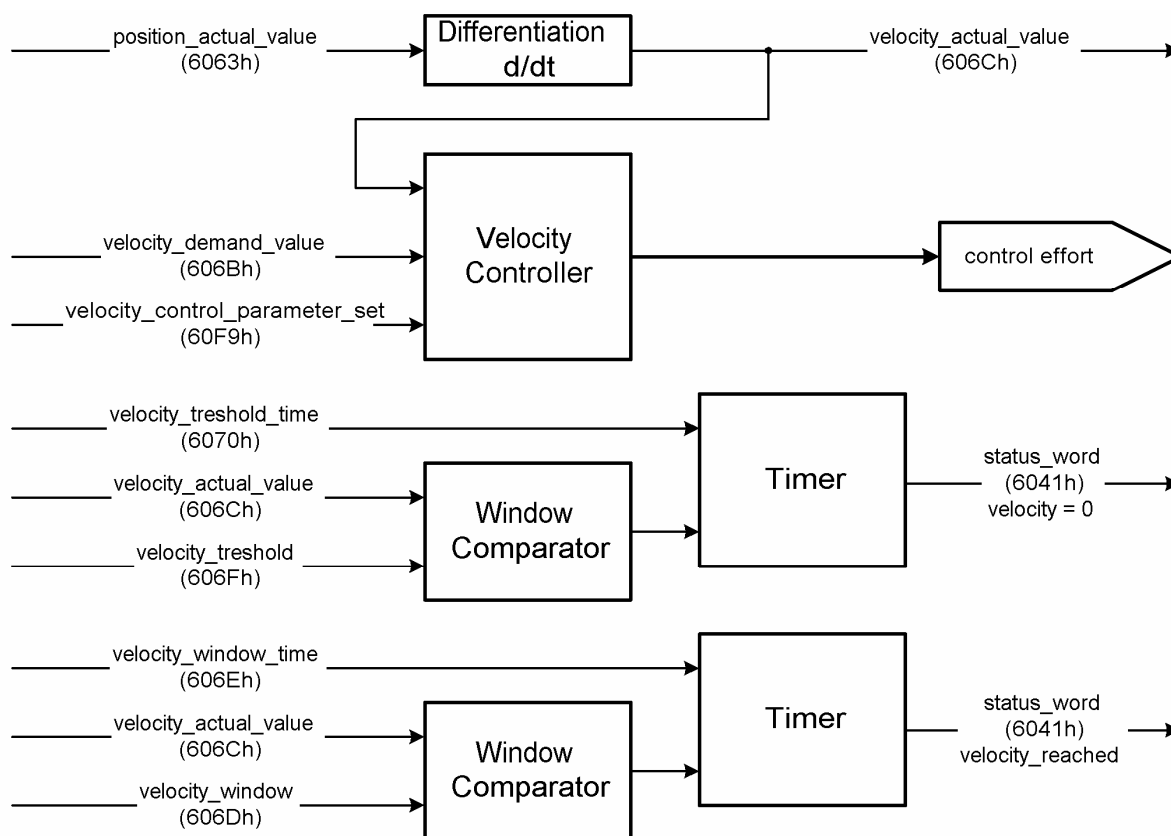 position_actual_value
(6063h)
Differentiation
d/dt
velocity_actual_value
(606Ch)
velocity_demand_value
(606Bh)
velocity_control_parameter_set
(60F9h)
Velocity
Controller
control effort
velocity_treshold_time
(6070h)
velocity_actual_value
(606Ch)
velocity_treshold
(606Fh)
Window
Comparator
Timer
status_word
(6041h)
velocity = 0
velocity_window_time
(606Eh)
velocity_actual_value
(606Ch)
velocity_window
(606Dh)
Window
Comparator
Timer
status_word
(6041h)
velocity_reached